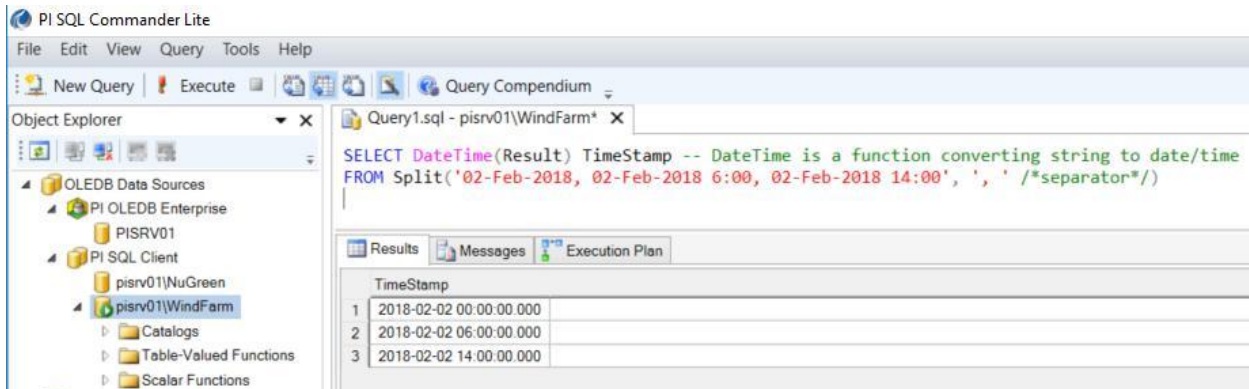 PI SQL Commander Lite
File Edit View Query Tools Help
New Query Execute Query Compendium
Object Explorer
Query1.sql - pisrv01\WindFarm*
SELECT DateTime(Result) TimeStamp -- DateTime is a function converting string to date/time
FROM Split('02-Feb-2018, 02-Feb-2018 6:00, 02-Feb-2018 14:00', ', ' /*separator*/)
OLEDB Data Sources
PI OLEDB Enterprise
PISRV01
PI SQL Client
pisrv01\NuGreen
pisrv01\WindFarm
Catalogs
Table-Valued Functions
Scalar Functions
Results Messages Execution Plan
TimeStamp
1 2018-02-02 00:00:00.000
2 2018-02-02 06:00:00.000
3 2018-02-02 14:00:00.000